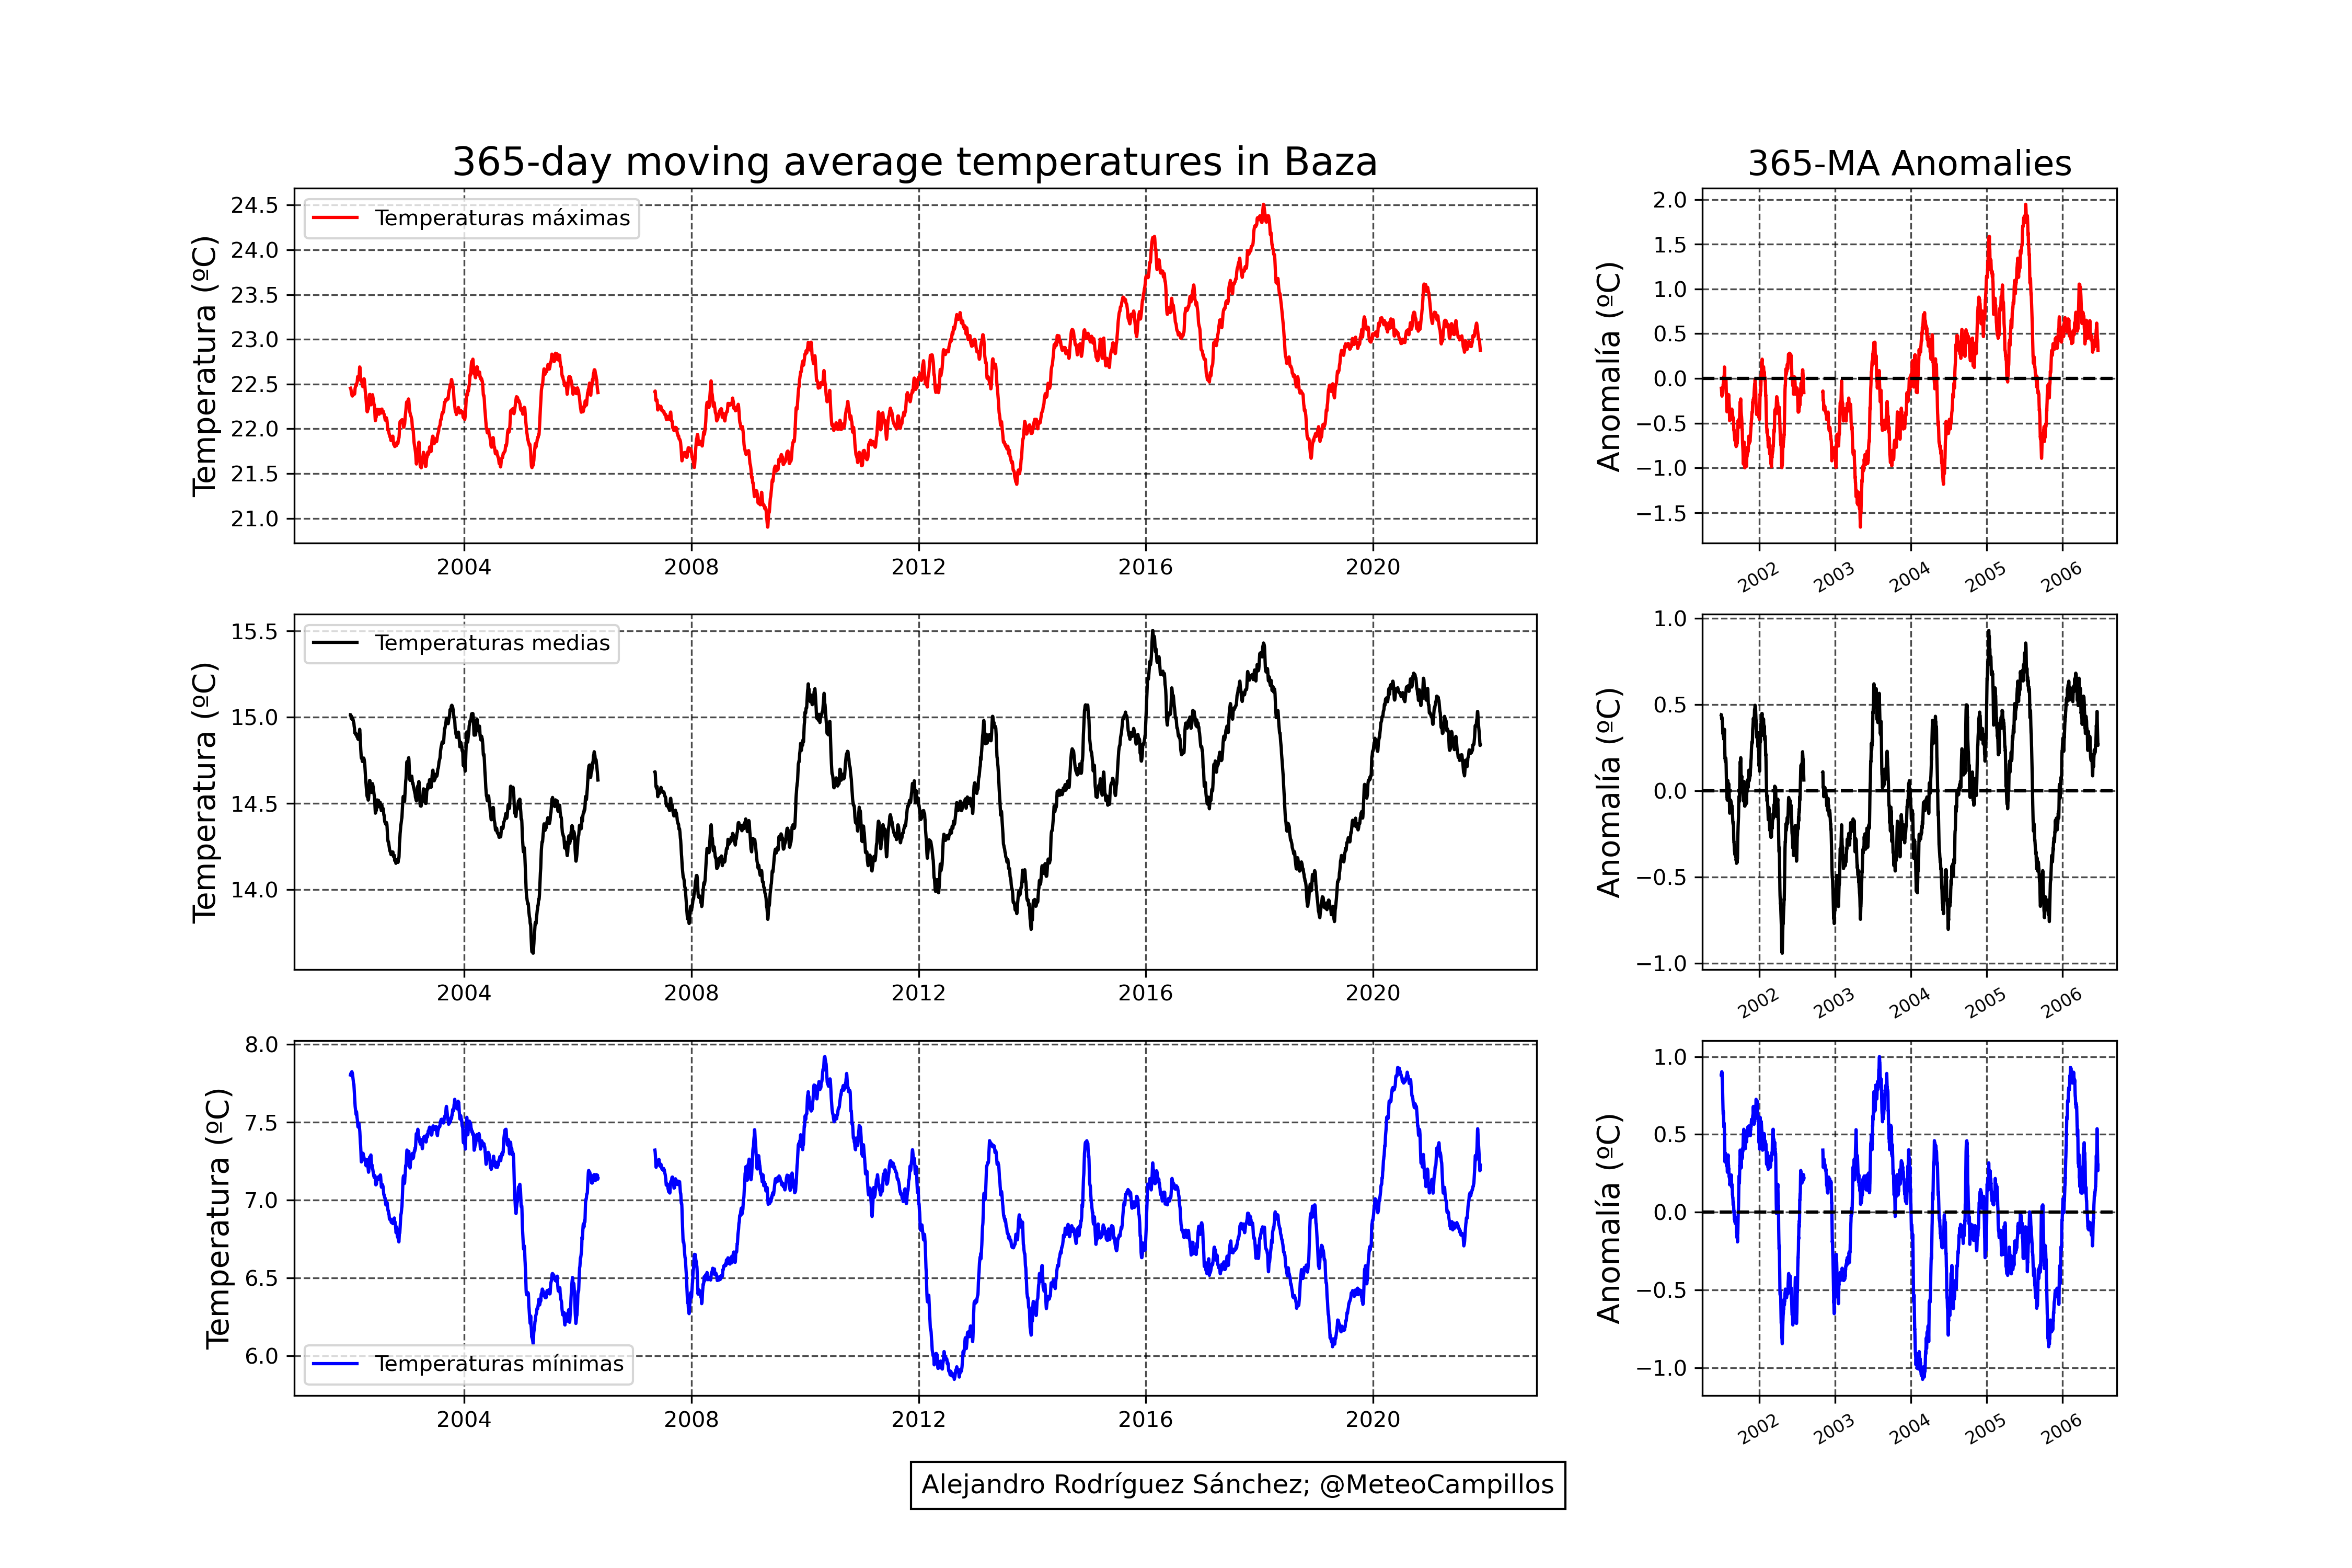 365-day moving average temperatures in Baza
365-MA Anomalies
Temperatura (ºC)
24.5
24.0
23.5
23.0
22.5
22.0
21.5
21.0
Temperaturas máximas
2004 2008 2012 2016 2020
Anomalía (ºC)
2.0
1.5
1.0
0.5
0.0
−0.5
−1.0
−1.5
2002 2003 2004 2005 2006
Temperatura (ºC)
15.5
15.0
14.5
14.0
Temperaturas medias
2004 2008 2012 2016 2020
Anomalía (ºC)
1.0
0.5
0.0
−0.5
−1.0
2002 2003 2004 2005 2006
Temperatura (ºC)
8.0
7.5
7.0
6.5
6.0
Temperaturas mínimas
2004 2008 2012 2016 2020
Anomalía (ºC)
1.0
0.5
0.0
−0.5
−1.0
2002 2003 2004 2005 2006
Alejandro Rodríguez Sánchez; @MeteoCampillos